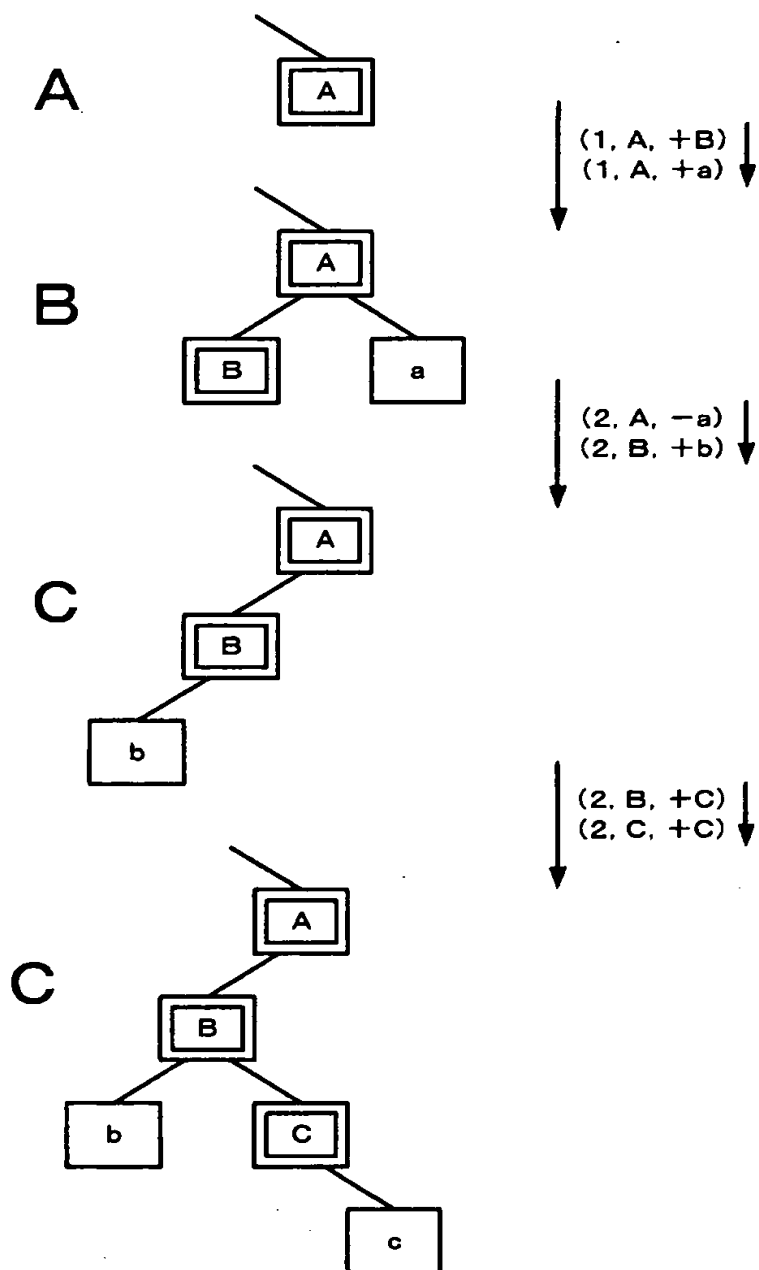 A
A
(1, A, +B)
(1, A, +a)
A
B
B
a
(2, A, −a)
(2, B, +b)
A
C
B
b
(2, B, +C)
(2, C, +C)
A
C
B
b
C
c